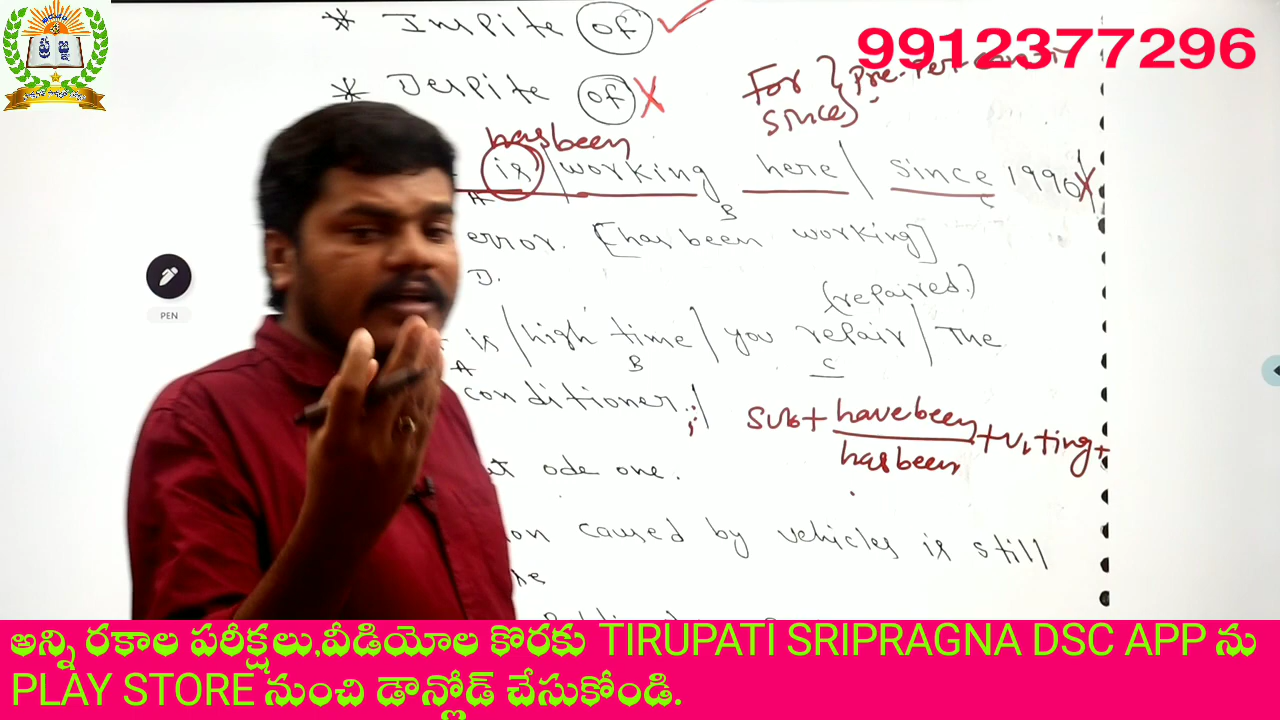 * Inspite of ✓
9912377296
* Despite of X
For } Pre-per-
Since
has been
is / working here / since 1990 X
A
B
C
error. [has been working]
D.
PEN
(repaired.)
is / high time / you repair / The
A
B
C
conditioner. /
Sub + have been + V1 + ing +
has been
ode one.
caused by vehicles is still
అన్ని రకాల పరీక్షలు,వీడియోల కొరకు TIRUPATI SRIPRAGNA DSC APP ను
PLAY STORE నుంచి డౌన్లోడ్ చేసుకోండి.